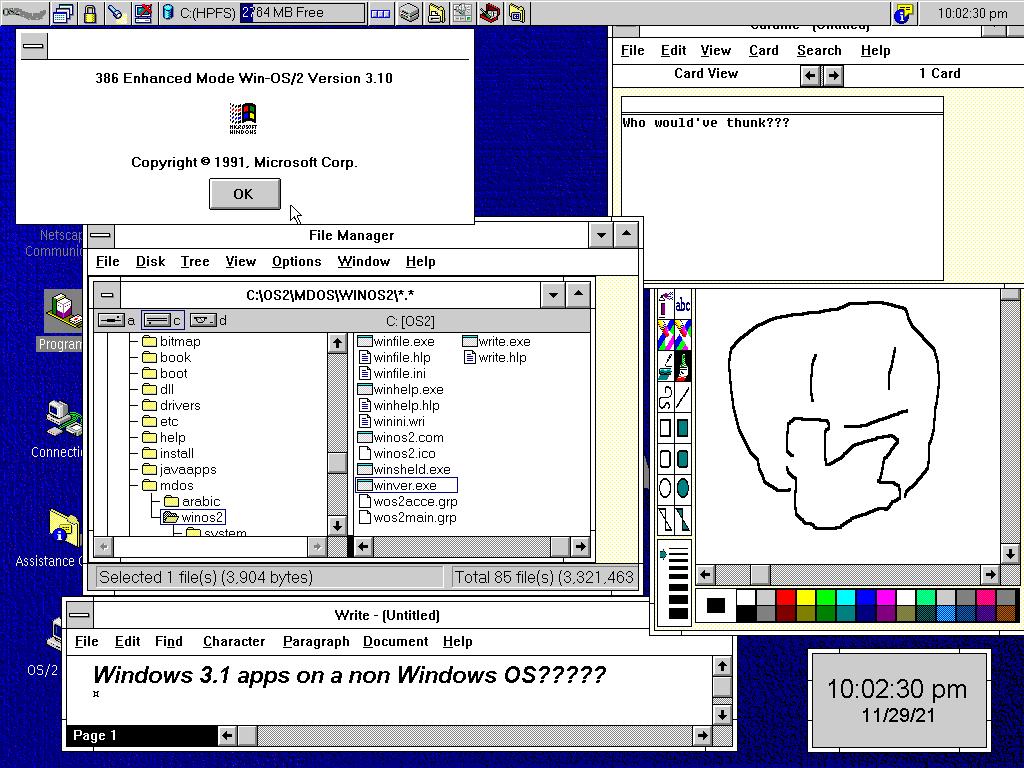 OS/2
C:(HPFS) 2784 MB Free
10:02:30 pm
386 Enhanced Mode Win-OS/2 Version 3.10
MICROSOFT
WINDOWS
Copyright © 1991, Microsoft Corp.
OK
File Edit View Card Search Help
Card View 1 Card
Who would've thunk???
Netscap
Communi
Program
Connectio
Assistance C
OS/2
File Manager
File Disk Tree View Options Window Help
C:\OS2\MDOS\WINOS2\*.*
a c d C: [OS2]
bitmap
book
boot
dll
drivers
etc
help
install
javaapps
mdos
arabic
winos2
system
winfile.exe
winfile.hlp
winfile.ini
winhelp.exe
winhelp.hlp
winini.wri
winos2.com
winos2.ico
winsheld.exe
winver.exe
wos2acce.grp
wos2main.grp
write.exe
write.hlp
Selected 1 file(s) (3,904 bytes) Total 85 file(s) (3,321,463
abc
Write - (Untitled)
File Edit Find Character Paragraph Document Help
Windows 3.1 apps on a non Windows OS?????
¤
Page 1
10:02:30 pm
11/29/21